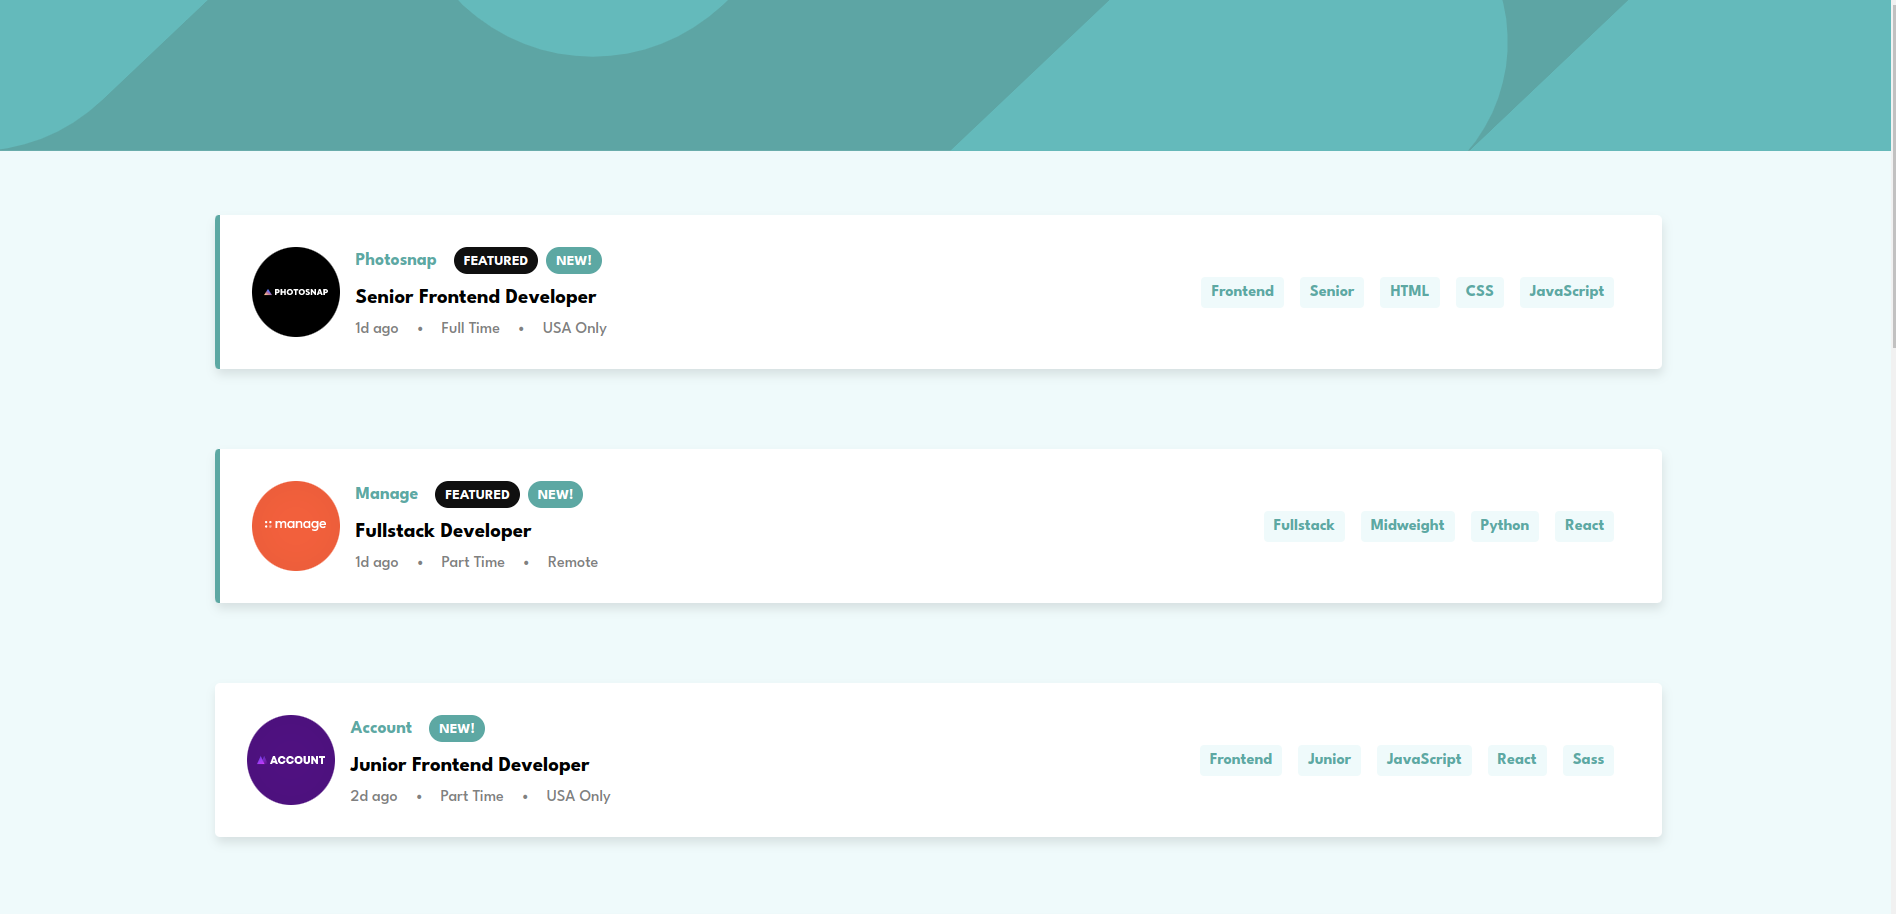 PHOTOSNAP
Photosnap FEATURED NEW!
Senior Frontend Developer
1d ago • Full Time • USA Only
Frontend Senior HTML CSS JavaScript
manage
Manage FEATURED NEW!
Fullstack Developer
1d ago • Part Time • Remote
Fullstack Midweight Python React
ACCOUNT
Account NEW!
Junior Frontend Developer
2d ago • Part Time • USA Only
Frontend Junior JavaScript React Sass